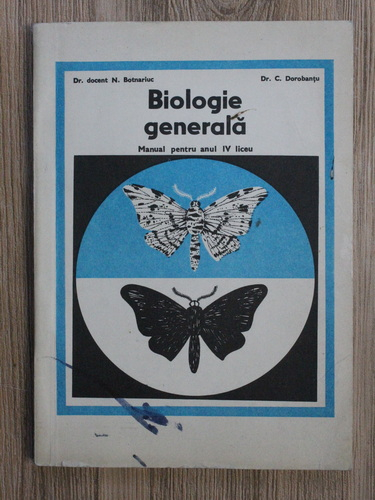 Dr. docent N. Botnariuc
Dr. C. Dorobanțu
Biologie
generală
Manual pentru anul IV liceu